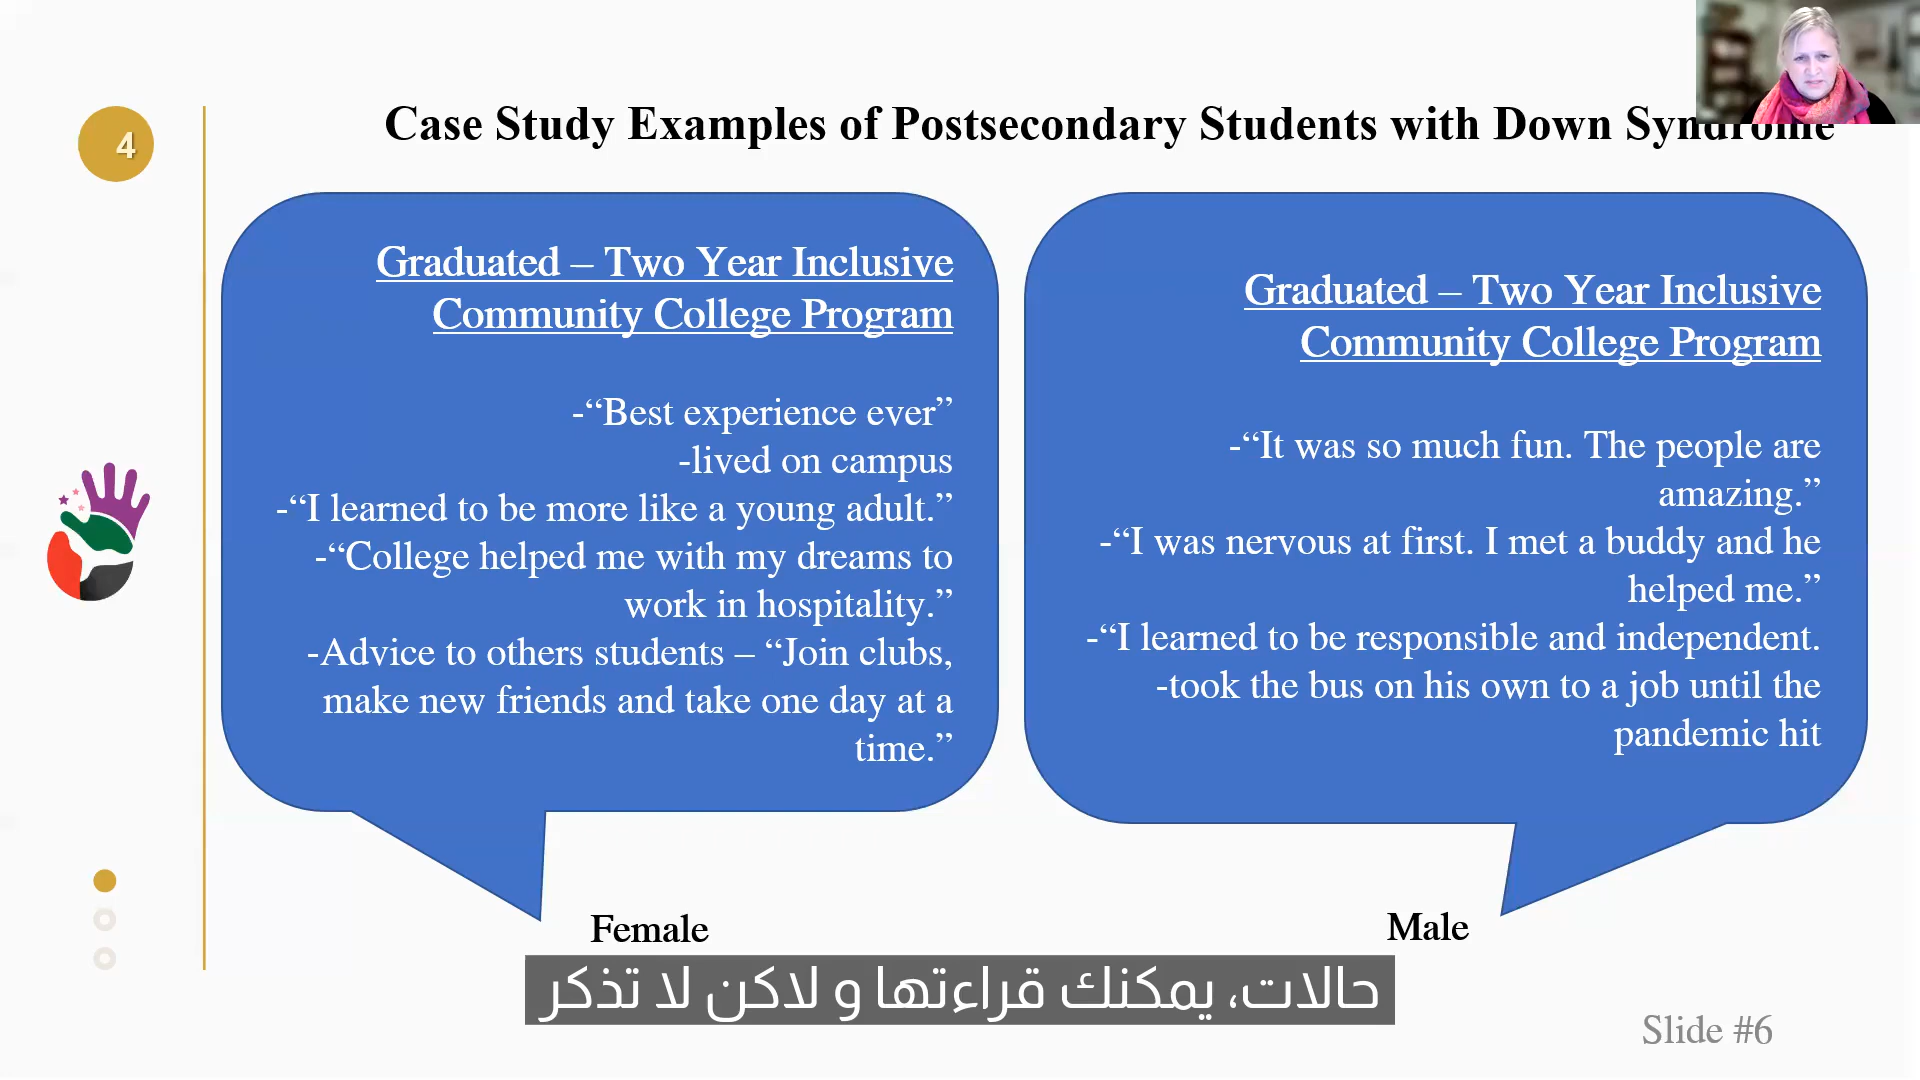 4
Case Study Examples of Postsecondary Students with Down Syndrome
Graduated – Two Year Inclusive
Community College Program
-“Best experience ever”
-lived on campus
-“I learned to be more like a young adult.”
-“College helped me with my dreams to
work in hospitality.”
-Advice to others students – “Join clubs,
make new friends and take one day at a
time.”
Female
Graduated – Two Year Inclusive
Community College Program
-“It was so much fun. The people are
amazing.”
-“I was nervous at first. I met a buddy and he
helped me.”
-“I learned to be responsible and independent.
-took the bus on his own to a job until the
pandemic hit
Male
حالات، يمكنك قراءتها و لاكن لا تذكر
Slide #6